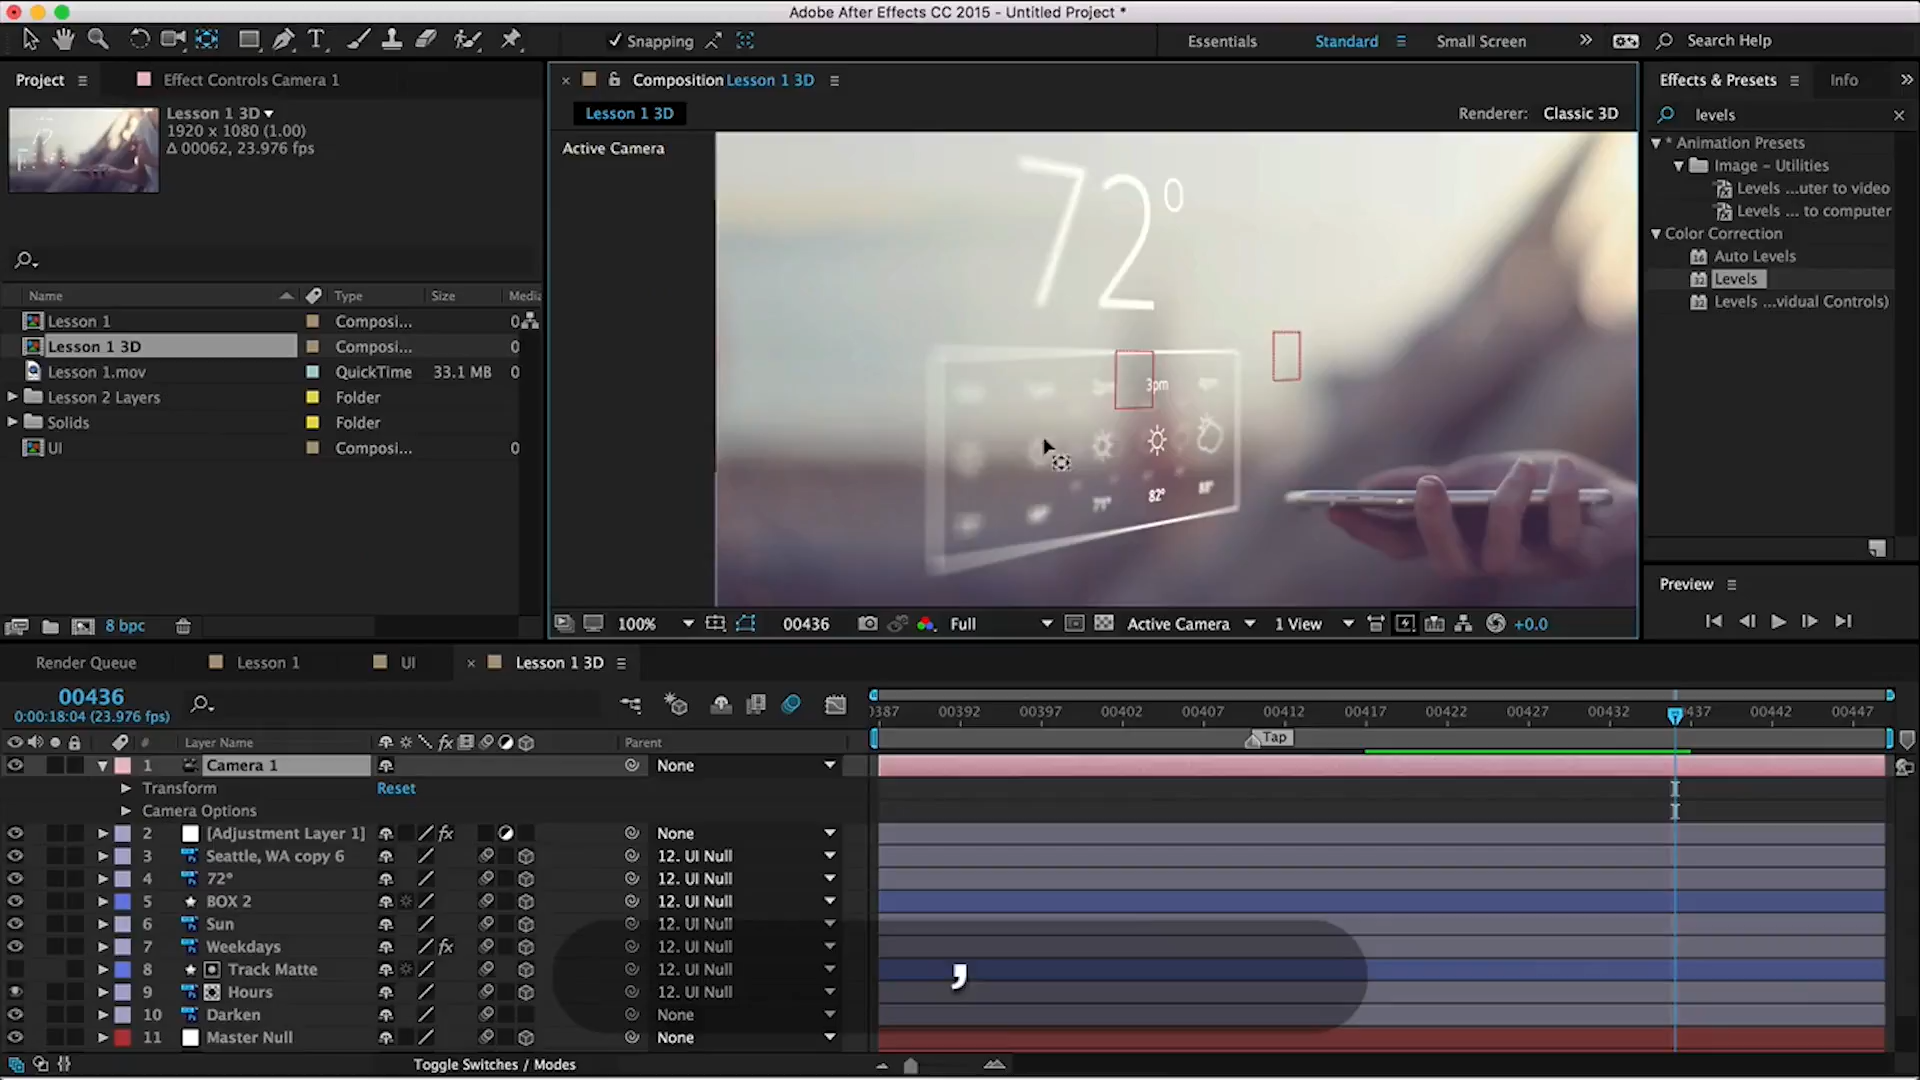 Adobe After Effects CC 2015 - Untitled Project *
T
Snapping
Essentials
Standard
Small Screen
Search Help
Project
Effect Controls Camera 1
Composition Lesson 1 3D
Effects & Presets
Info
Lesson 1 3D
1920 x 1080 (1.00)
Δ 00062, 23.976 fps
Lesson 1 3D
Renderer: Classic 3D
levels
Active Camera
* Animation Presets
Image – Utilities
Levels ...uter to video
Levels ... to computer
Color Correction
Auto Levels
Levels
Levels ...vidual Controls)
72°
3pm
82°
Name
Type
Size
Media
Lesson 1
Composi...
0
Lesson 1 3D
Composi...
0
Lesson 1.mov
QuickTime
33.1 MB
0
Lesson 2 Layers
Folder
Solids
Folder
UI
Composi...
0
Preview
8 bpc
100%
00436
Full
Active Camera
1 View
+0.0
Render Queue
Lesson 1
UI
Lesson 1 3D
00436
0:00:18:04 (23.976 fps)
0387
00392
00397
00402
00407
00412
00417
00422
00427
00432
00437
00442
00447
Tap
#
Layer Name
fx
Parent
1
Camera 1
None
Transform
Reset
Camera Options
2
[Adjustment Layer 1]
fx
None
3
Seattle, WA copy 6
12. UI Null
4
72°
12. UI Null
5
BOX 2
12. UI Null
6
Sun
12. UI Null
7
Weekdays
fx
12. UI Null
8
Track Matte
12. UI Null
9
Hours
12. UI Null
10
Darken
None
11
Master Null
None
,
Toggle Switches / Modes